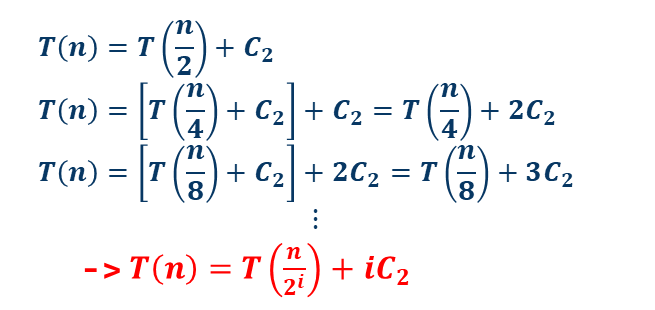 T(n) = T(n/2) + C₂
T(n) = [T(n/4) + C₂] + C₂ = T(n/4) + 2C₂
T(n) = [T(n/8) + C₂] + 2C₂ = T(n/8) + 3C₂
⋮
-> T(n) = T(n/2ⁱ) + iC₂